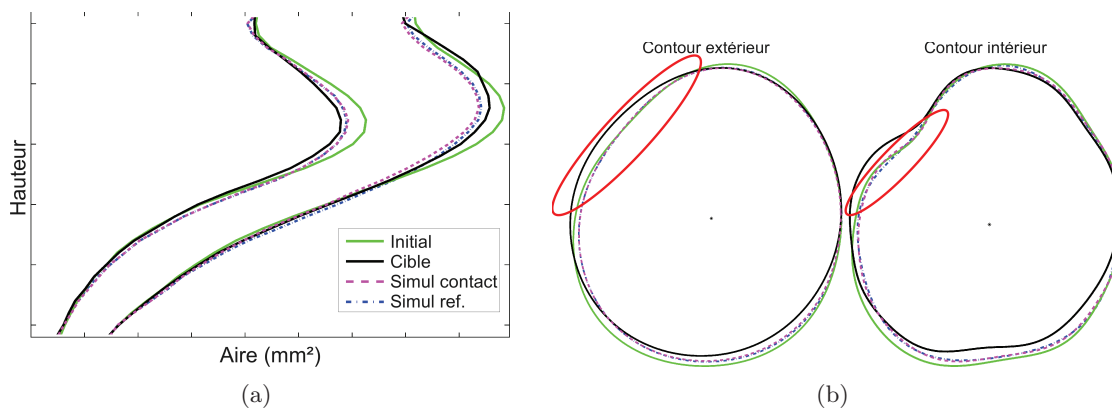 Hauteur
Initial
Cible
Simul contact
Simul ref.
Aire (mm²)
(a)
Contour extérieur
Contour intérieur
(b)